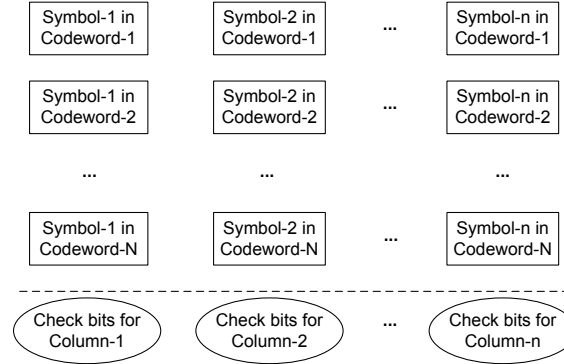 Symbol-1 in Symbol-2 in Symbol-n in
Codeword-1 Codeword-1 ... Codeword-1
Symbol-1 in Symbol-2 in Symbol-n in
Codeword-2 Codeword-2 ... Codeword-2
... ... ...
Symbol-1 in Symbol-2 in Symbol-n in
Codeword-N Codeword-N ... Codeword-N
Check bits for Check bits for ... Check bits for
Column-1 Column-2 Column-n